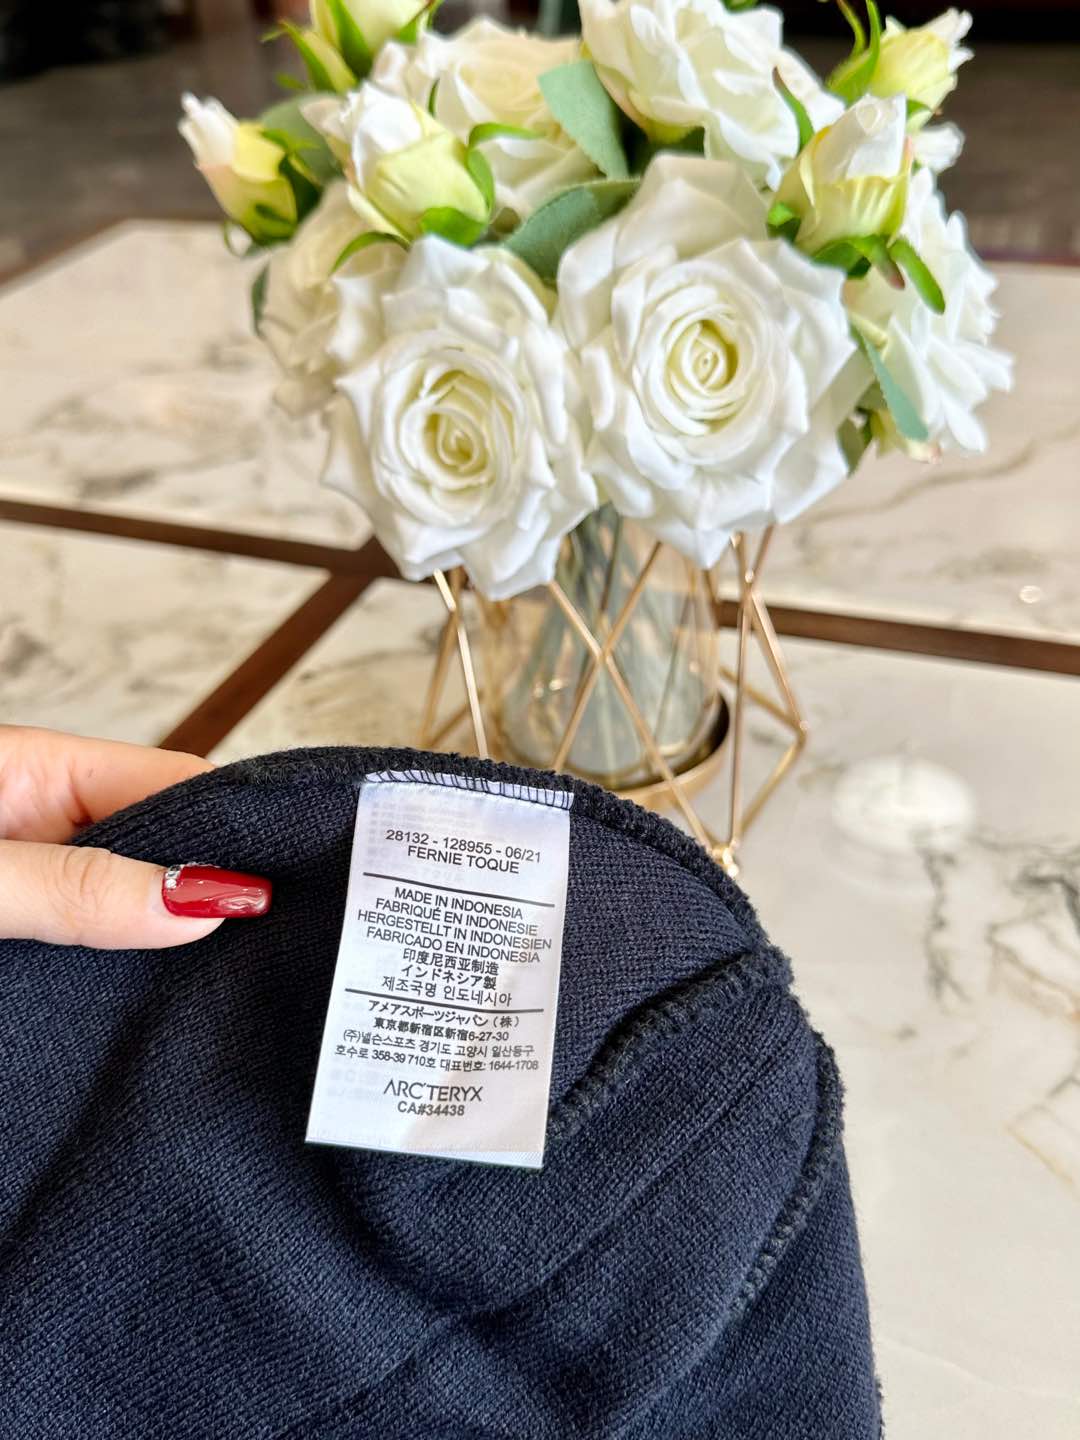 28132 - 128955 - 06/21
FERNIE TOQUE
MADE IN INDONESIA
FABRIQUÉ EN INDONESIE
HERGESTELLT IN INDONESIEN
FABRICADO EN INDONESIA
印度尼西亚制造
インドネシア製
제조국명 인도네시아
アメアスポーツジャパン（株）
東京都新宿区新宿6-27-30
(주)넬슨스포츠 경기도 고양시 일산동구
호수로 358-39 710호 대표번호: 1644-1708
ARC'TERYX
CA#34438